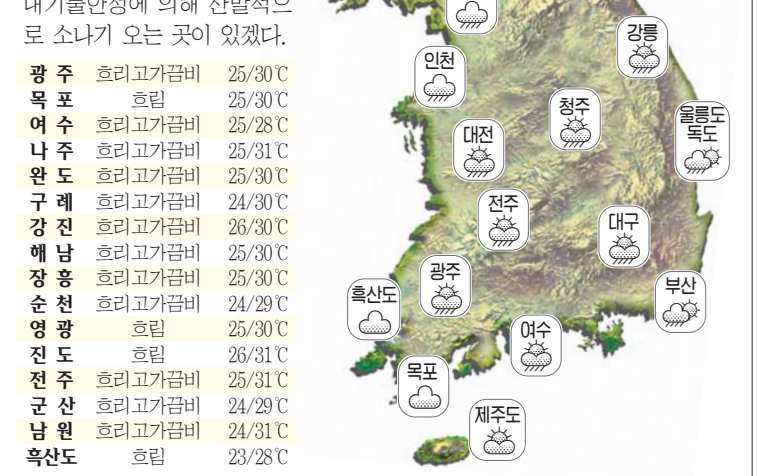 대기불안정에 의해 산발적으
로 소나기 오는 곳이 있겠다.
광 주 흐리고가끔비 25/30℃
목 포 흐림 25/30℃
여 수 흐리고가끔비 25/28℃
나 주 흐리고가끔비 25/31℃
완 도 흐리고가끔비 25/30℃
구 례 흐리고가끔비 24/30℃
강 진 흐리고가끔비 26/30℃
해 남 흐리고가끔비 25/30℃
장 흥 흐리고가끔비 25/30℃
순 천 흐리고가끔비 24/29℃
영 광 흐림 25/30℃
진 도 흐림 26/31℃
전 주 흐리고가끔비 25/31℃
군 산 흐리고가끔비 24/29℃
남 원 흐리고가끔비 24/31℃
흑산도 흐림 23/28℃
강릉
인천
청주
울릉도
독도
대전
전주
대구
광주
부산
흑산도
여수
목포
제주도